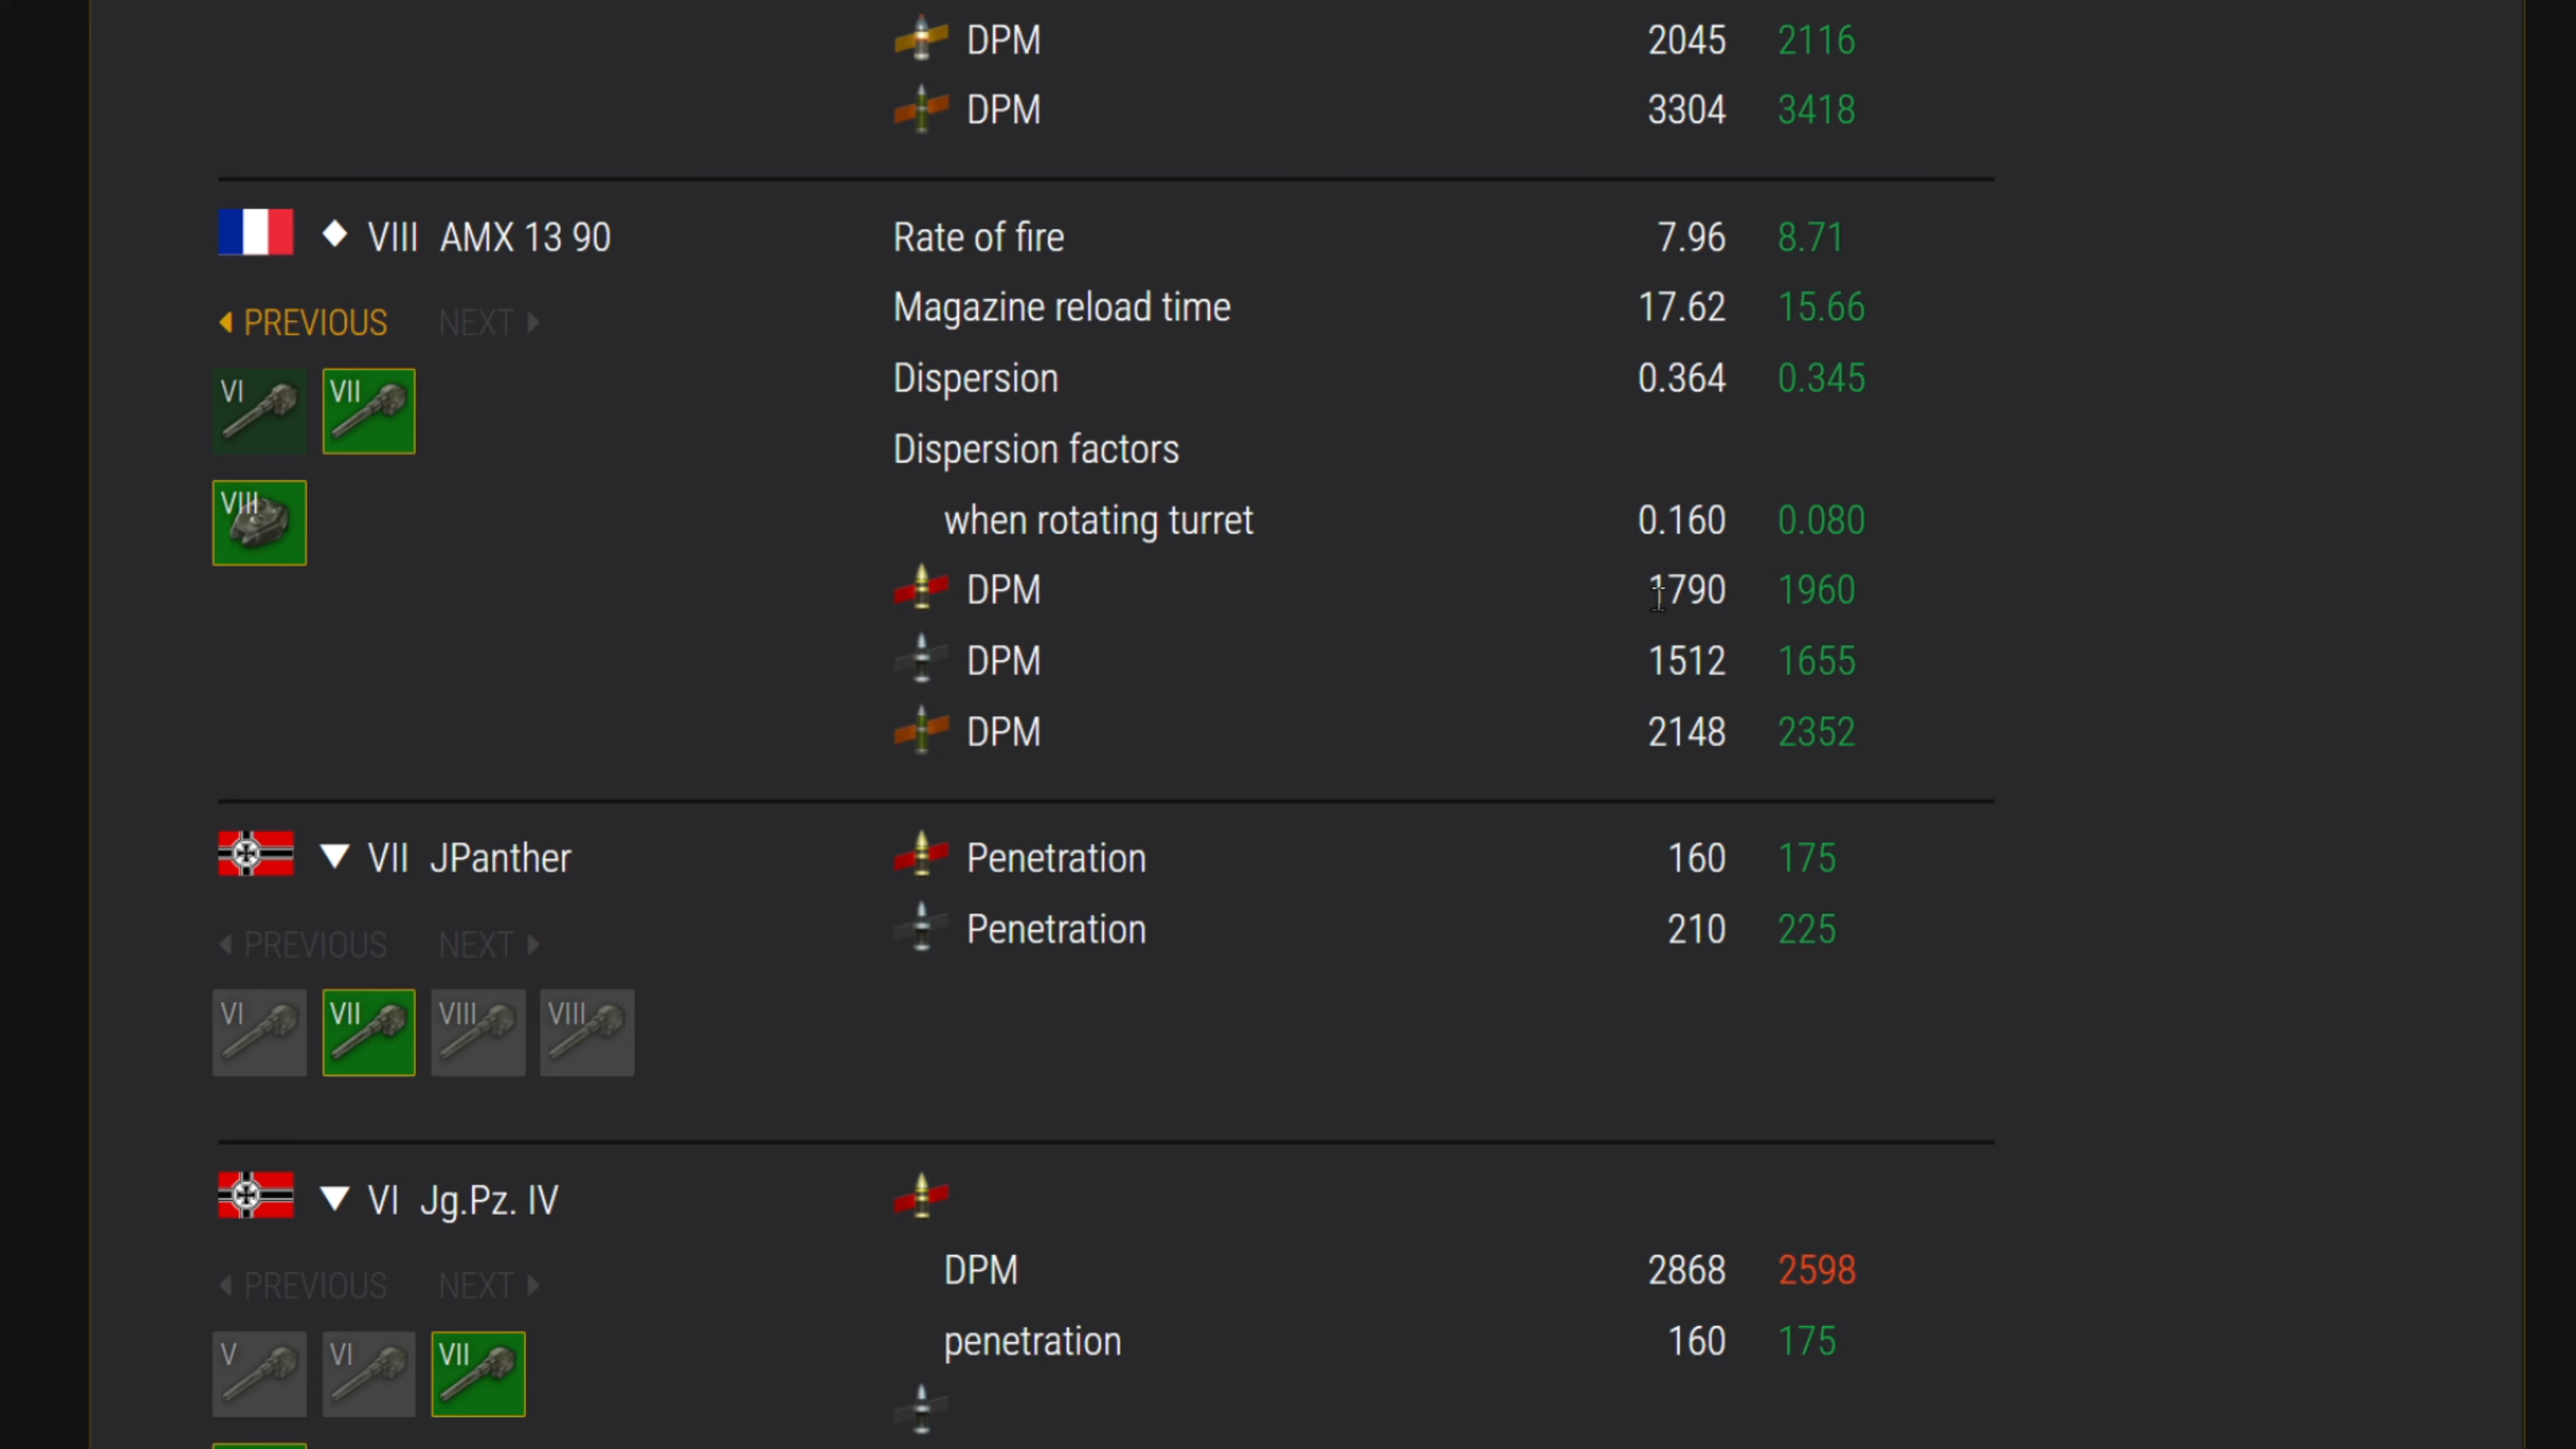 DPM 2045 2116
DPM 3304 3418
VIII AMX 13 90 Rate of fire 7.96 8.71
PREVIOUS NEXT Magazine reload time 17.62 15.66
VI VII Dispersion 0.364 0.345
Dispersion factors
VIII when rotating turret 0.160 0.080
DPM 1790 1960
DPM 1512 1655
DPM 2148 2352
VII JPanther Penetration 160 175
PREVIOUS NEXT Penetration 210 225
VI VII VIII VIII
VI Jg.Pz. IV
PREVIOUS NEXT DPM 2868 2598
V VI VII penetration 160 175